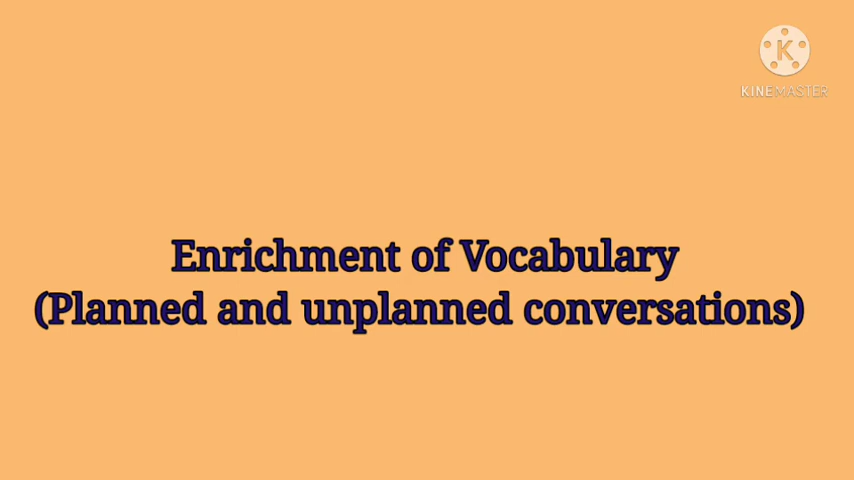 K
KINEMASTER
Enrichment of Vocabulary
(Planned and unplanned conversations)